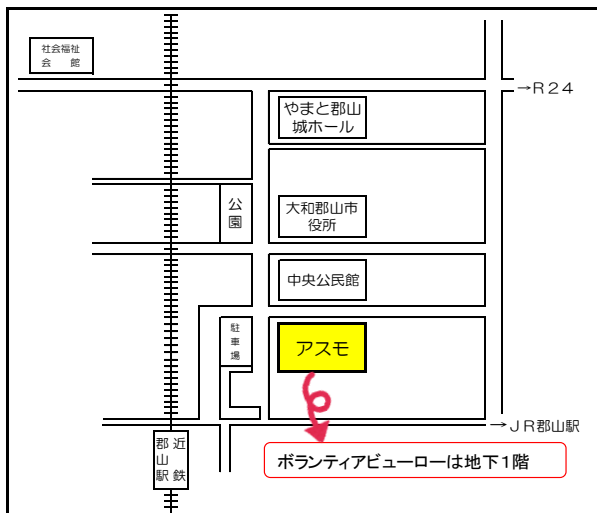 社会福祉
会　館
→R24
やまと郡山
城ホール
公
園
大和郡山市
役所
中央公民館
駐
車
場
アスモ
→JR郡山駅
近鉄
郡山駅
ボランティアビューローは地下1階